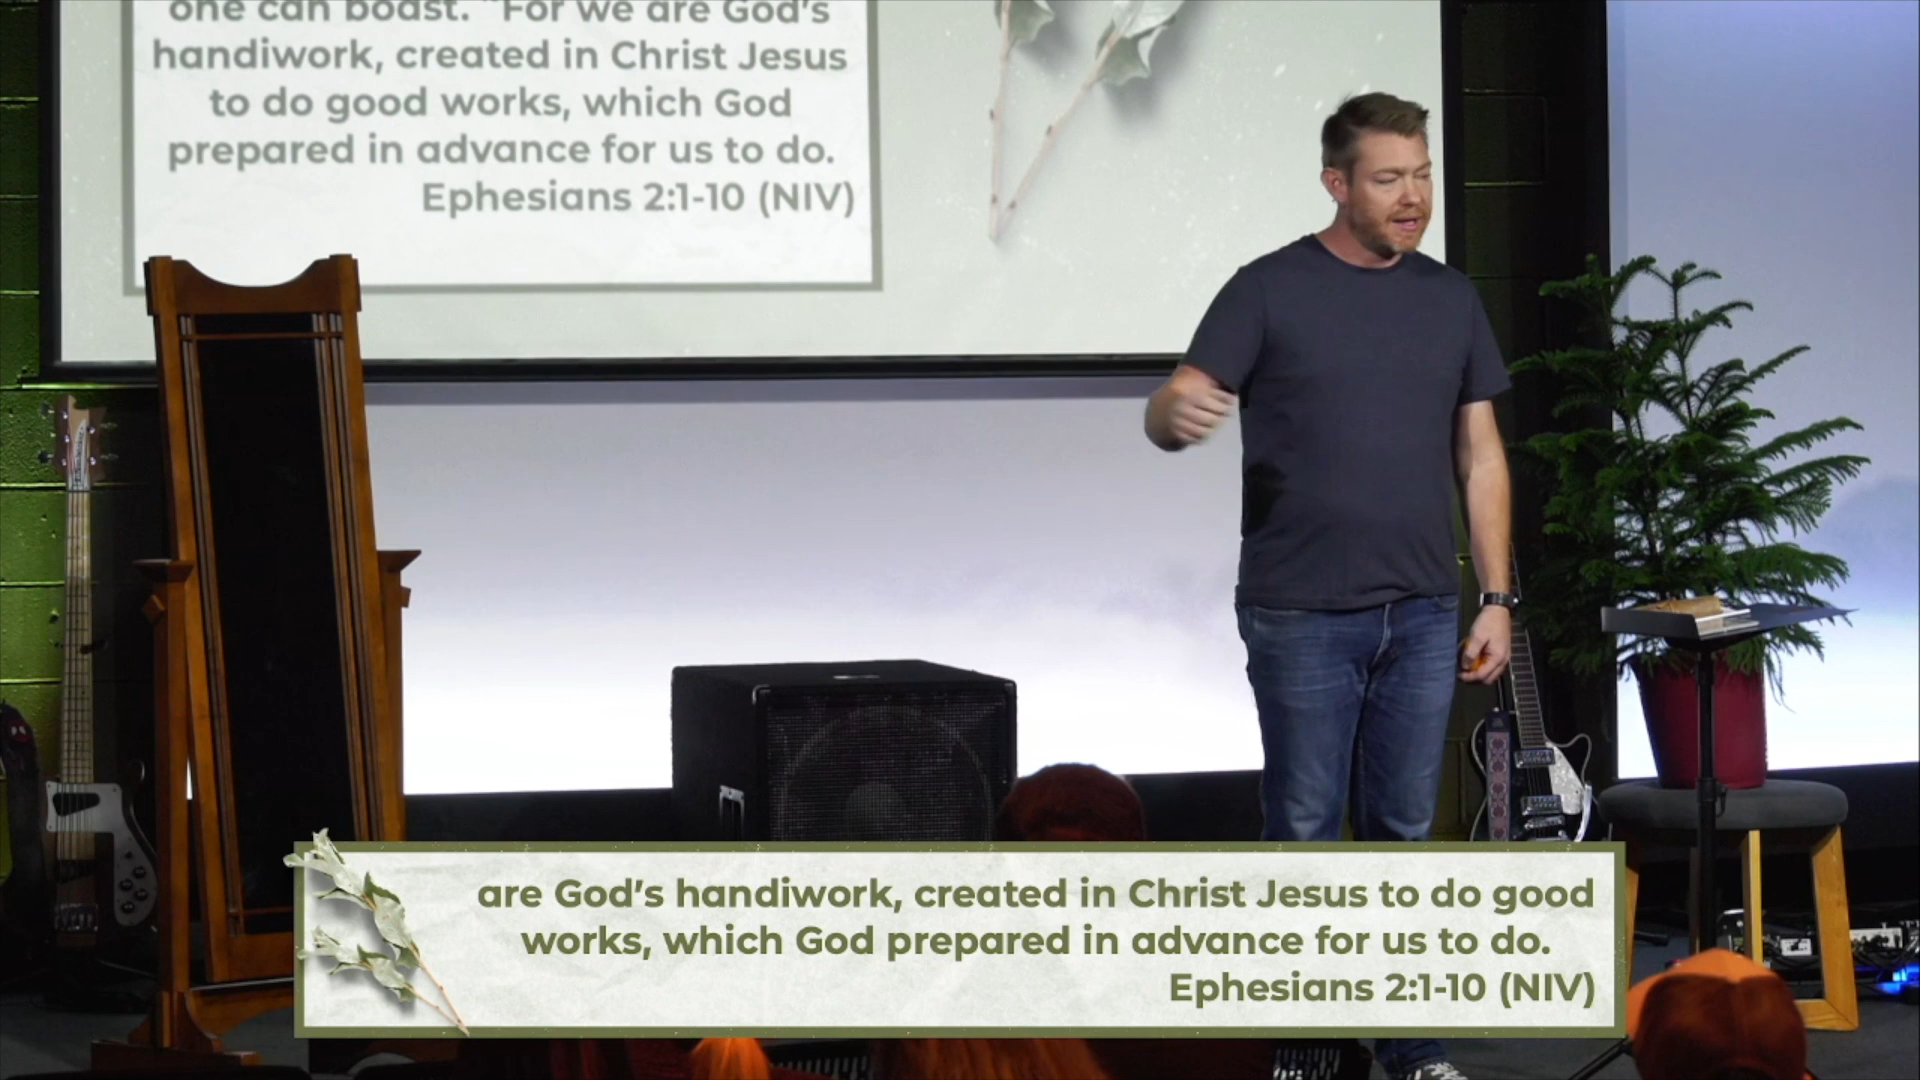 one can boast. "For we are God's
handiwork, created in Christ Jesus
to do good works, which God
prepared in advance for us to do.
Ephesians 2:1-10 (NIV)
are God's handiwork, created in Christ Jesus to do good
works, which God prepared in advance for us to do.
Ephesians 2:1-10 (NIV)